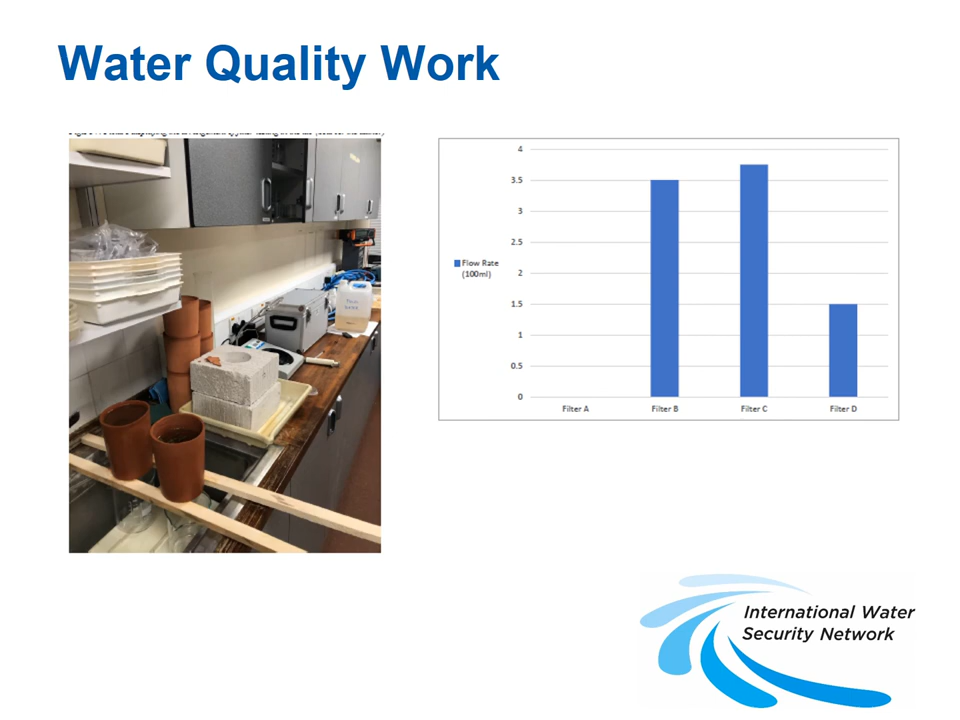 Water Quality Work
4
3.5
3
2.5
2
1.5
1
0.5
0
Flow Rate
(100ml)
Filter A Filter B Filter C Filter D
International Water
Security Network